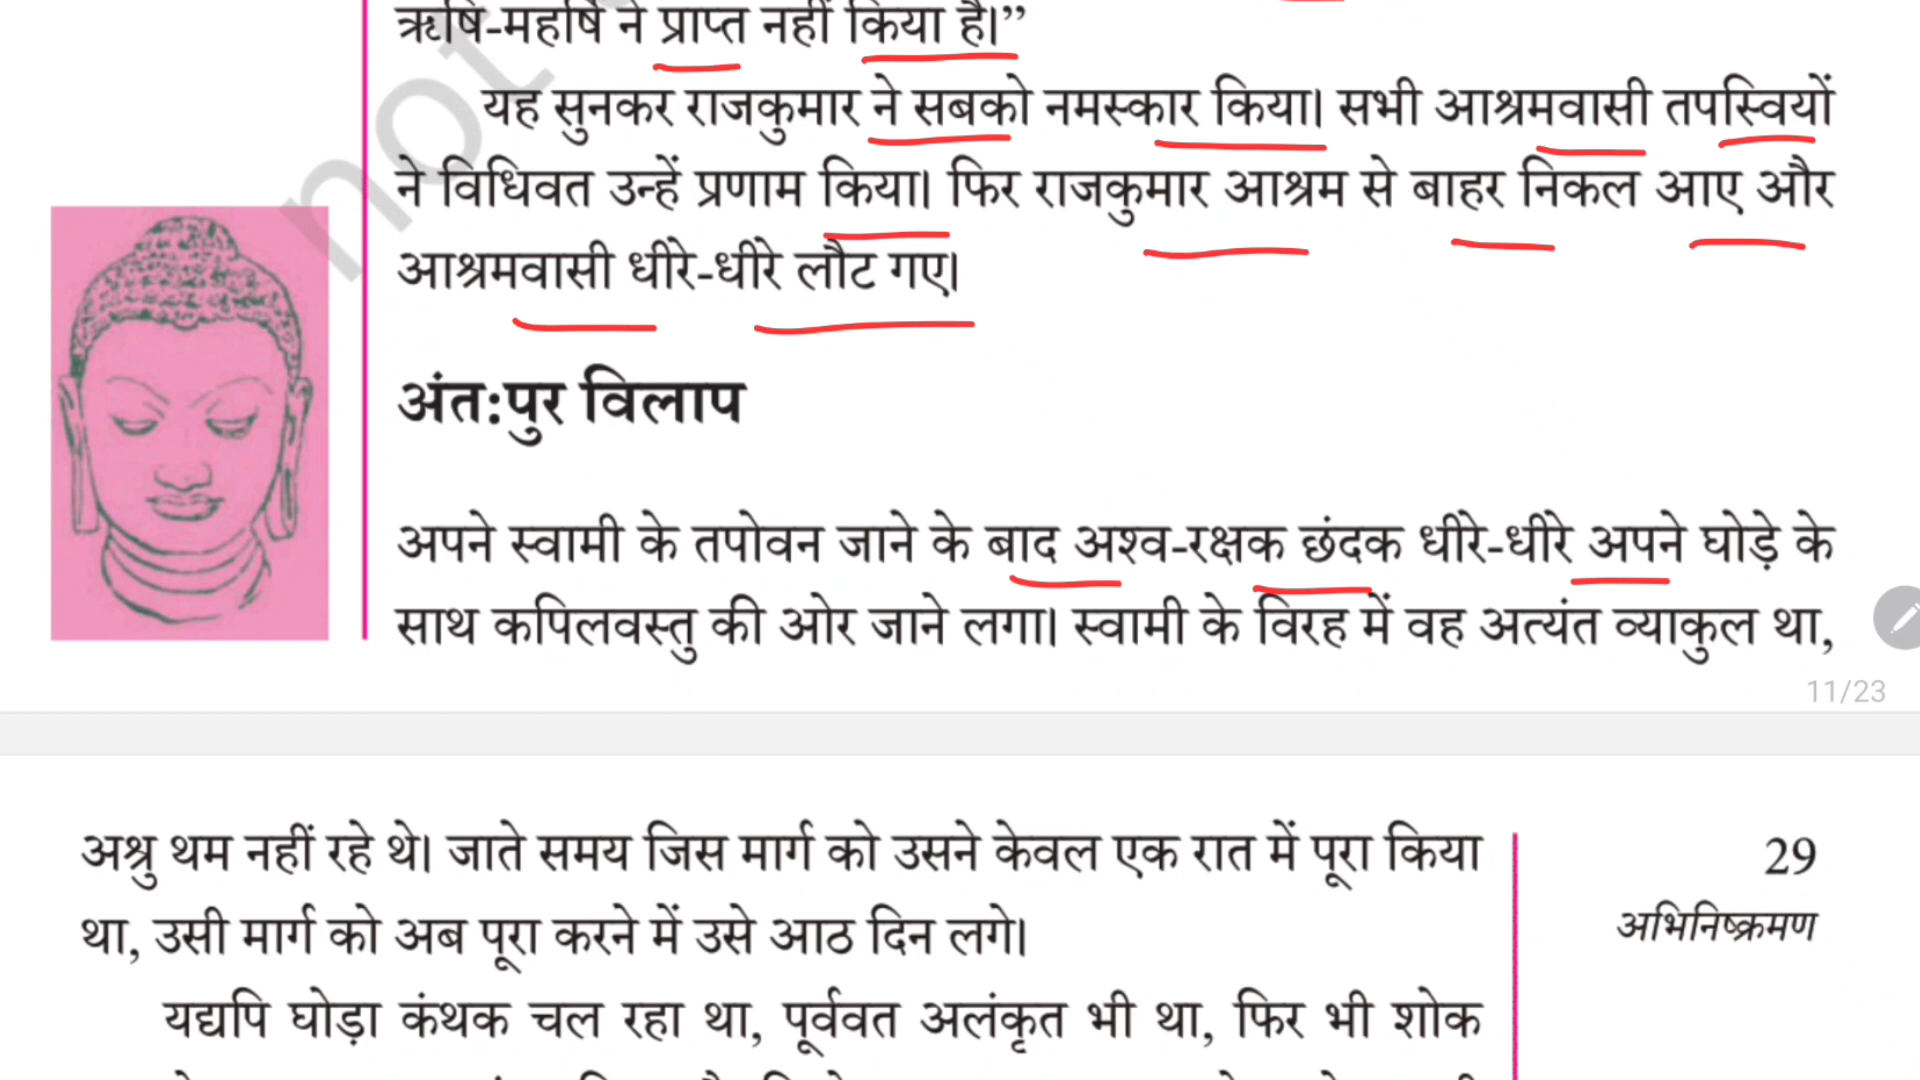 ऋषि-महर्षि ने प्राप्त नहीं किया है।”
यह सुनकर राजकुमार ने सबको नमस्कार किया। सभी आश्रमवासी तपस्वियों
ने विधिवत उन्हें प्रणाम किया। फिर राजकुमार आश्रम से बाहर निकल आए और
आश्रमवासी धीरे-धीरे लौट गए।
अंत:पुर विलाप
अपने स्वामी के तपोवन जाने के बाद अश्व-रक्षक छंदक धीरे-धीरे अपने घोड़े के
साथ कपिलवस्तु की ओर जाने लगा। स्वामी के विरह में वह अत्यंत व्याकुल था,
11/23
not
अश्रु थम नहीं रहे थे। जाते समय जिस मार्ग को उसने केवल एक रात में पूरा किया
था, उसी मार्ग को अब पूरा करने में उसे आठ दिन लगे।
यद्यपि घोड़ा कंथक चल रहा था, पूर्ववत अलंकृत भी था, फिर भी शोक
29
अभिनिष्क्रमण